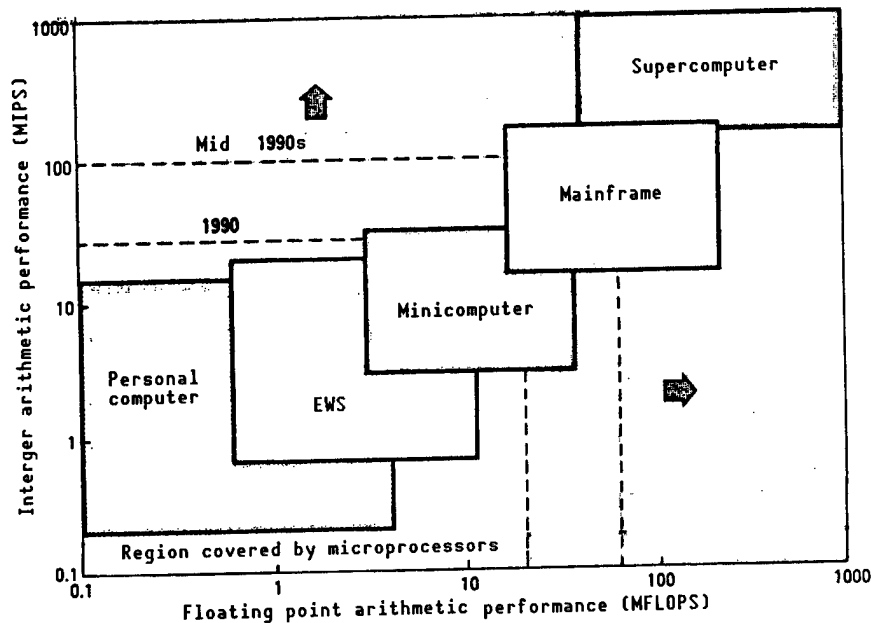 1000
Supercomputer
Mid 1990s
100
Mainframe
1990
10
Minicomputer
Personal
computer
EWS
1
Region covered by microprocessors
0.1
0.1
1
10
100
1000
Floating point arithmetic performance (MFLOPS)
Interger arithmetic performance (MIPS)